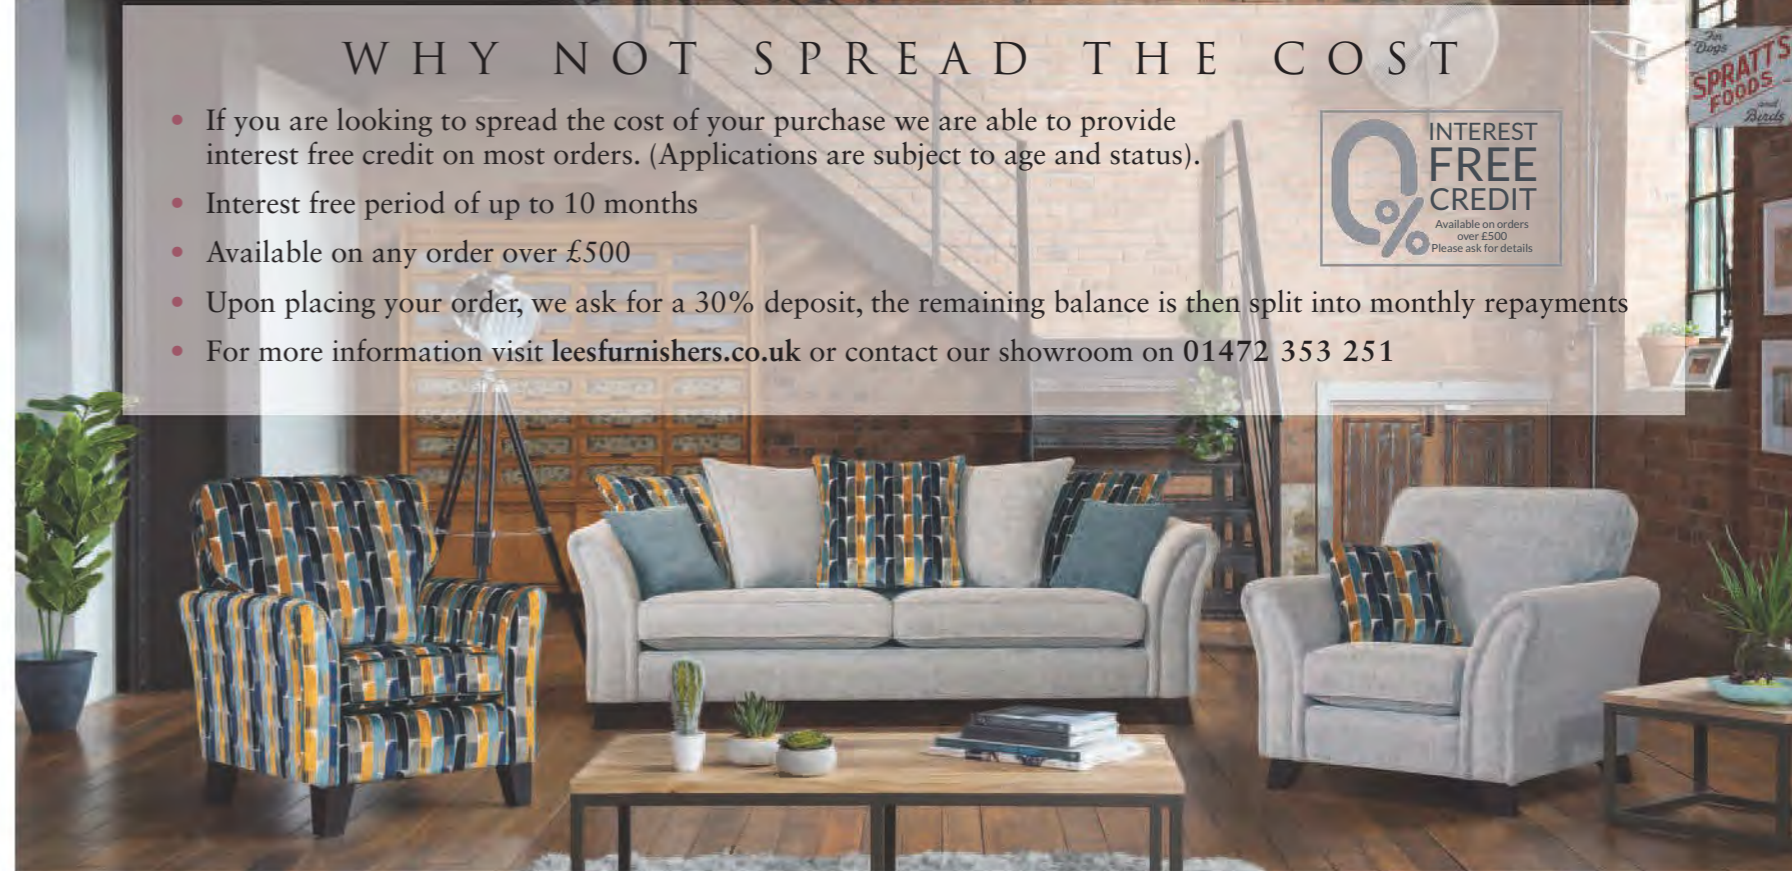 WHY NOT SPREAD THE COST
• If you are looking to spread the cost of your purchase we are able to provide
interest free credit on most orders. (Applications are subject to age and status).
• Interest free period of up to 10 months
• Available on any order over £500
• Upon placing your order, we ask for a 30% deposit, the remaining balance is then split into monthly repayments
• For more information visit leesfurnishers.co.uk or contact our showroom on 01472 353 251
0%
INTEREST
FREE
CREDIT
Available on orders
over £500
Please ask for details
For
Dogs
SPRATT'S
FOODS
and
Birds